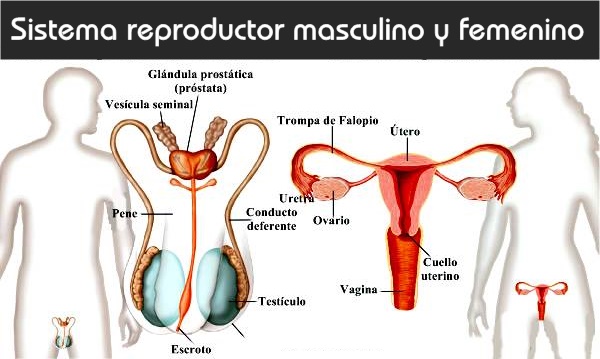 Sistema reproductor masculino y femenino
Glándula prostática
(próstata)
Vesícula seminal
Pene
Conducto
deferente
Testículo
Escroto
Trompa de Falopio
Útero
Uretra
Ovario
Cuello
uterino
Vagina